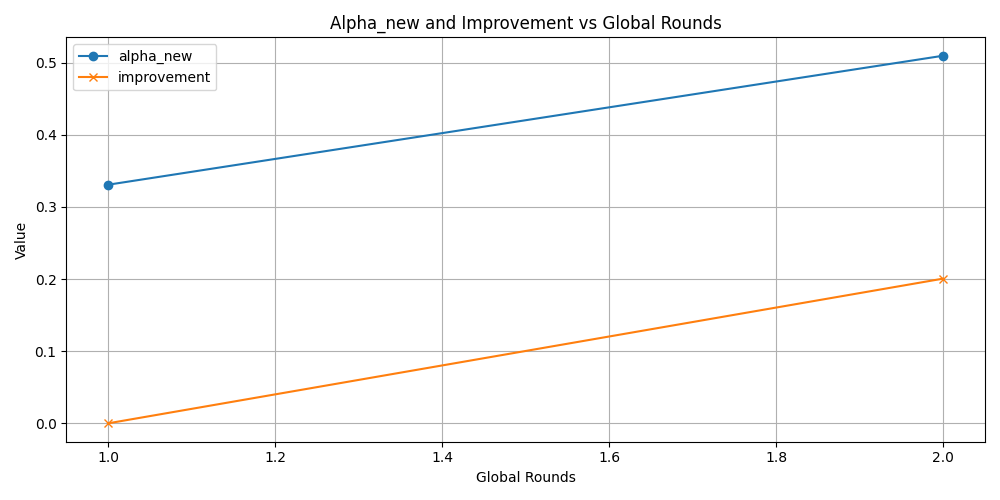 Alpha_new and Improvement vs Global Rounds
alpha_new
improvement
Value
0.5
0.4
0.3
0.2
0.1
0.0
1.0 1.2 1.4 1.6 1.8 2.0
Global Rounds